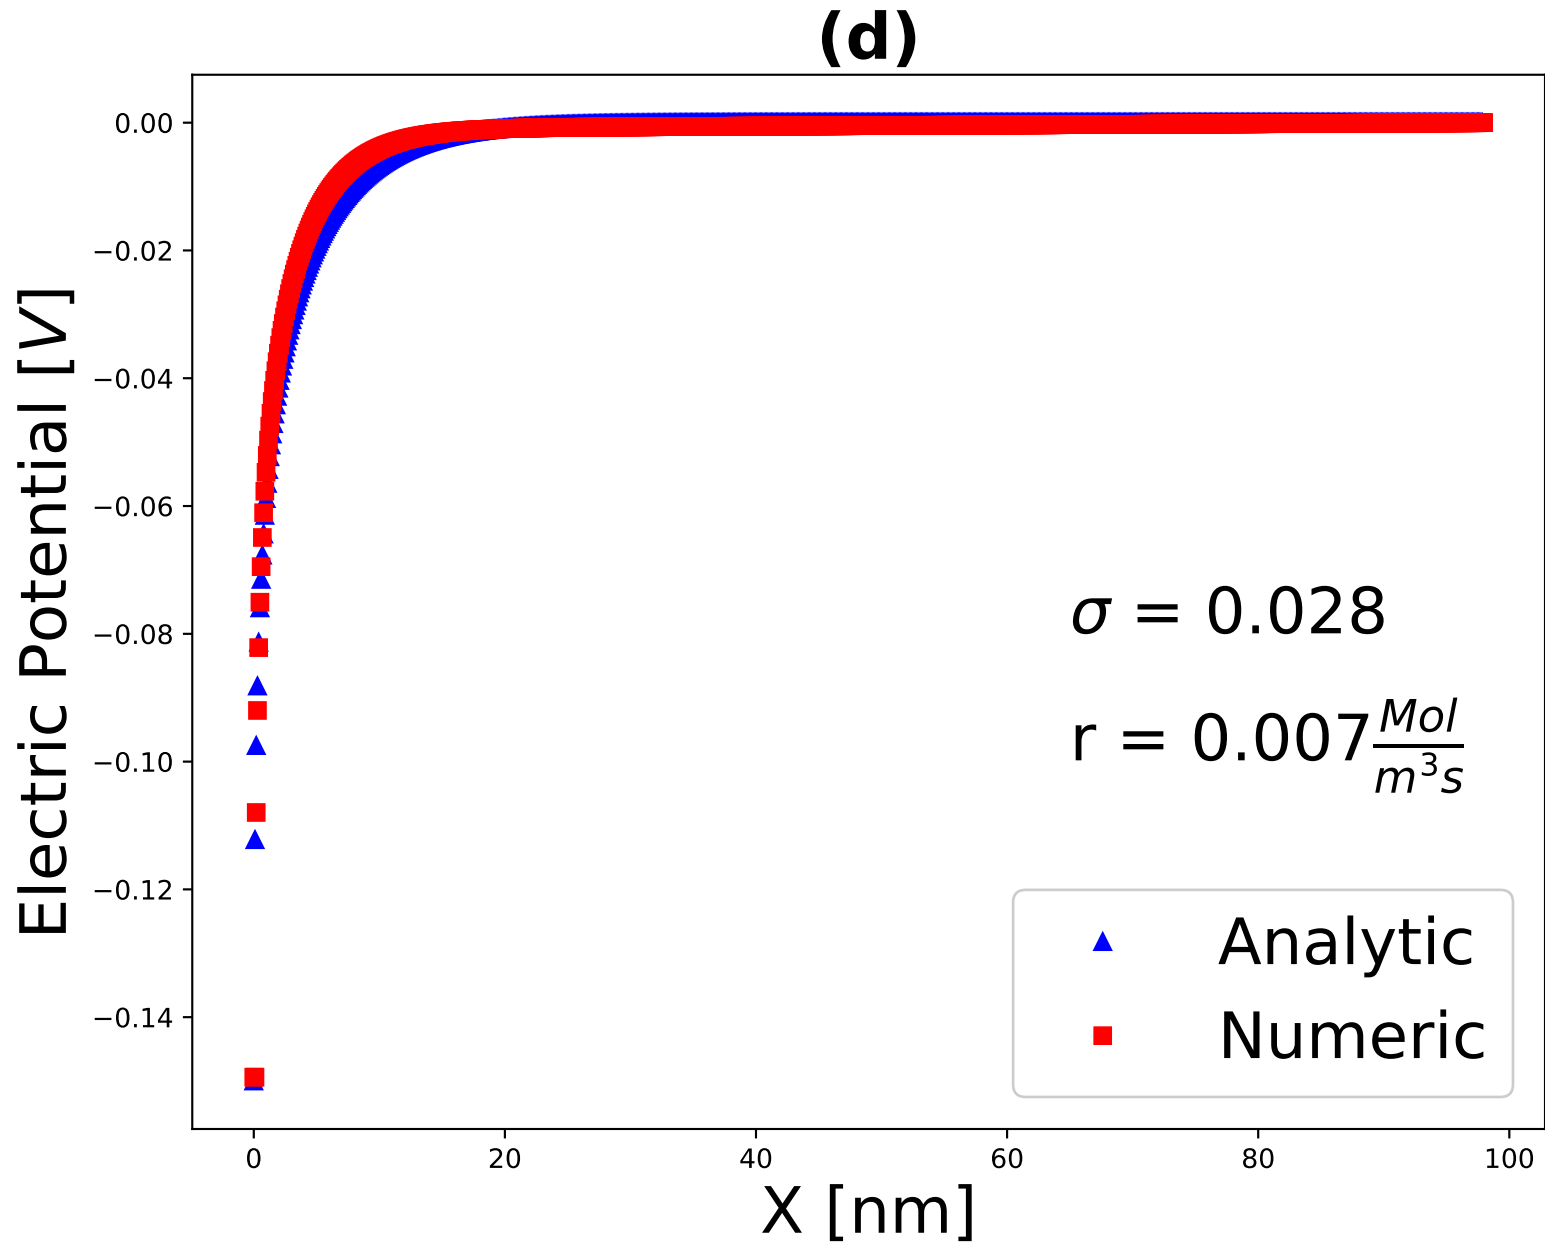 (d)
0.00
−0.02
−0.04
−0.06
−0.08
−0.10
−0.12
−0.14
Electric Potential [V]
σ = 0.028
r = 0.007 Mol/m³s
Analytic
Numeric
0 20 40 60 80 100
X [nm]